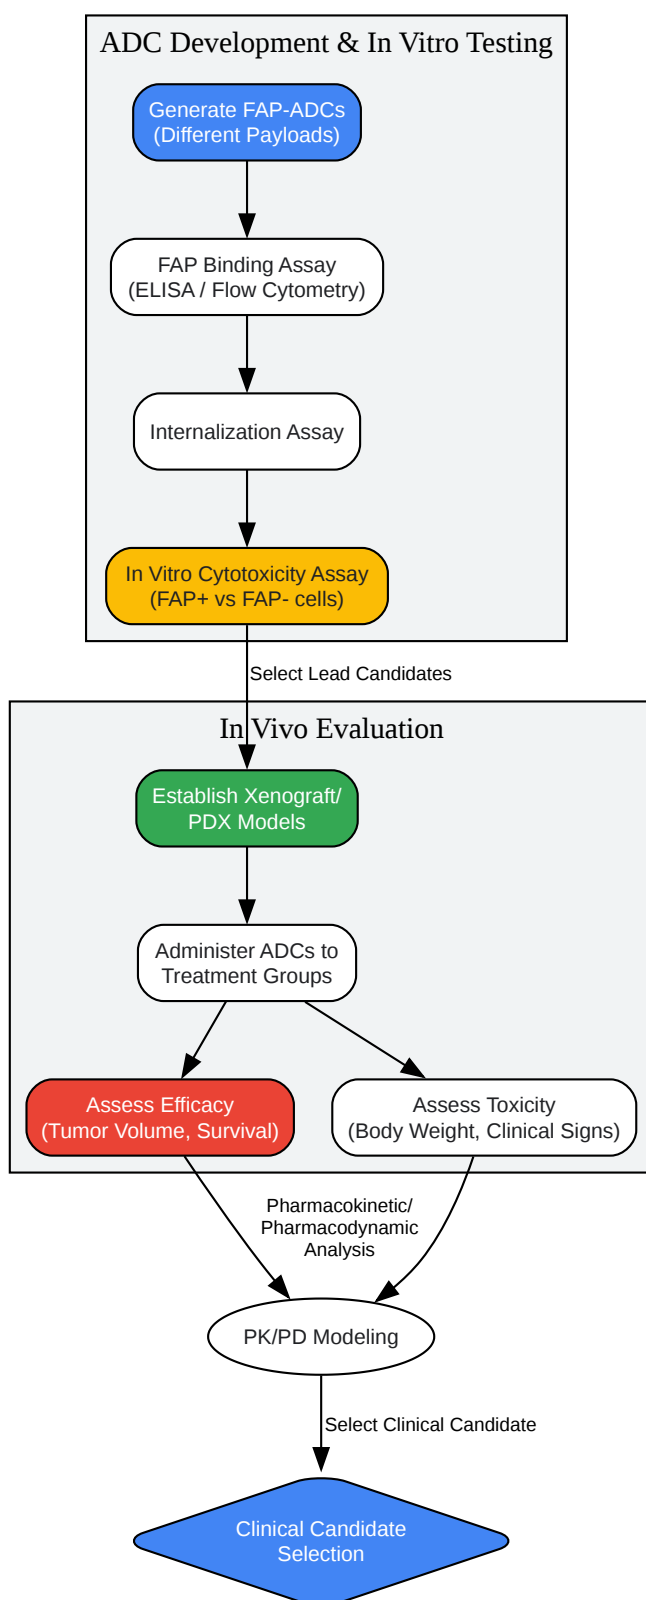 ADC Development & In Vitro Testing
Generate FAP-ADCs
(Different Payloads)
FAP Binding Assay
(ELISA / Flow Cytometry)
Internalization Assay
In Vitro Cytotoxicity Assay
(FAP+ vs FAP- cells)
Select Lead Candidates
In Vivo Evaluation
Establish Xenograft/
PDX Models
Administer ADCs to
Treatment Groups
Assess Efficacy
(Tumor Volume, Survival)
Assess Toxicity
(Body Weight, Clinical Signs)
Pharmacokinetic/
Pharmacodynamic
Analysis
PK/PD Modeling
Select Clinical Candidate
Clinical Candidate
Selection